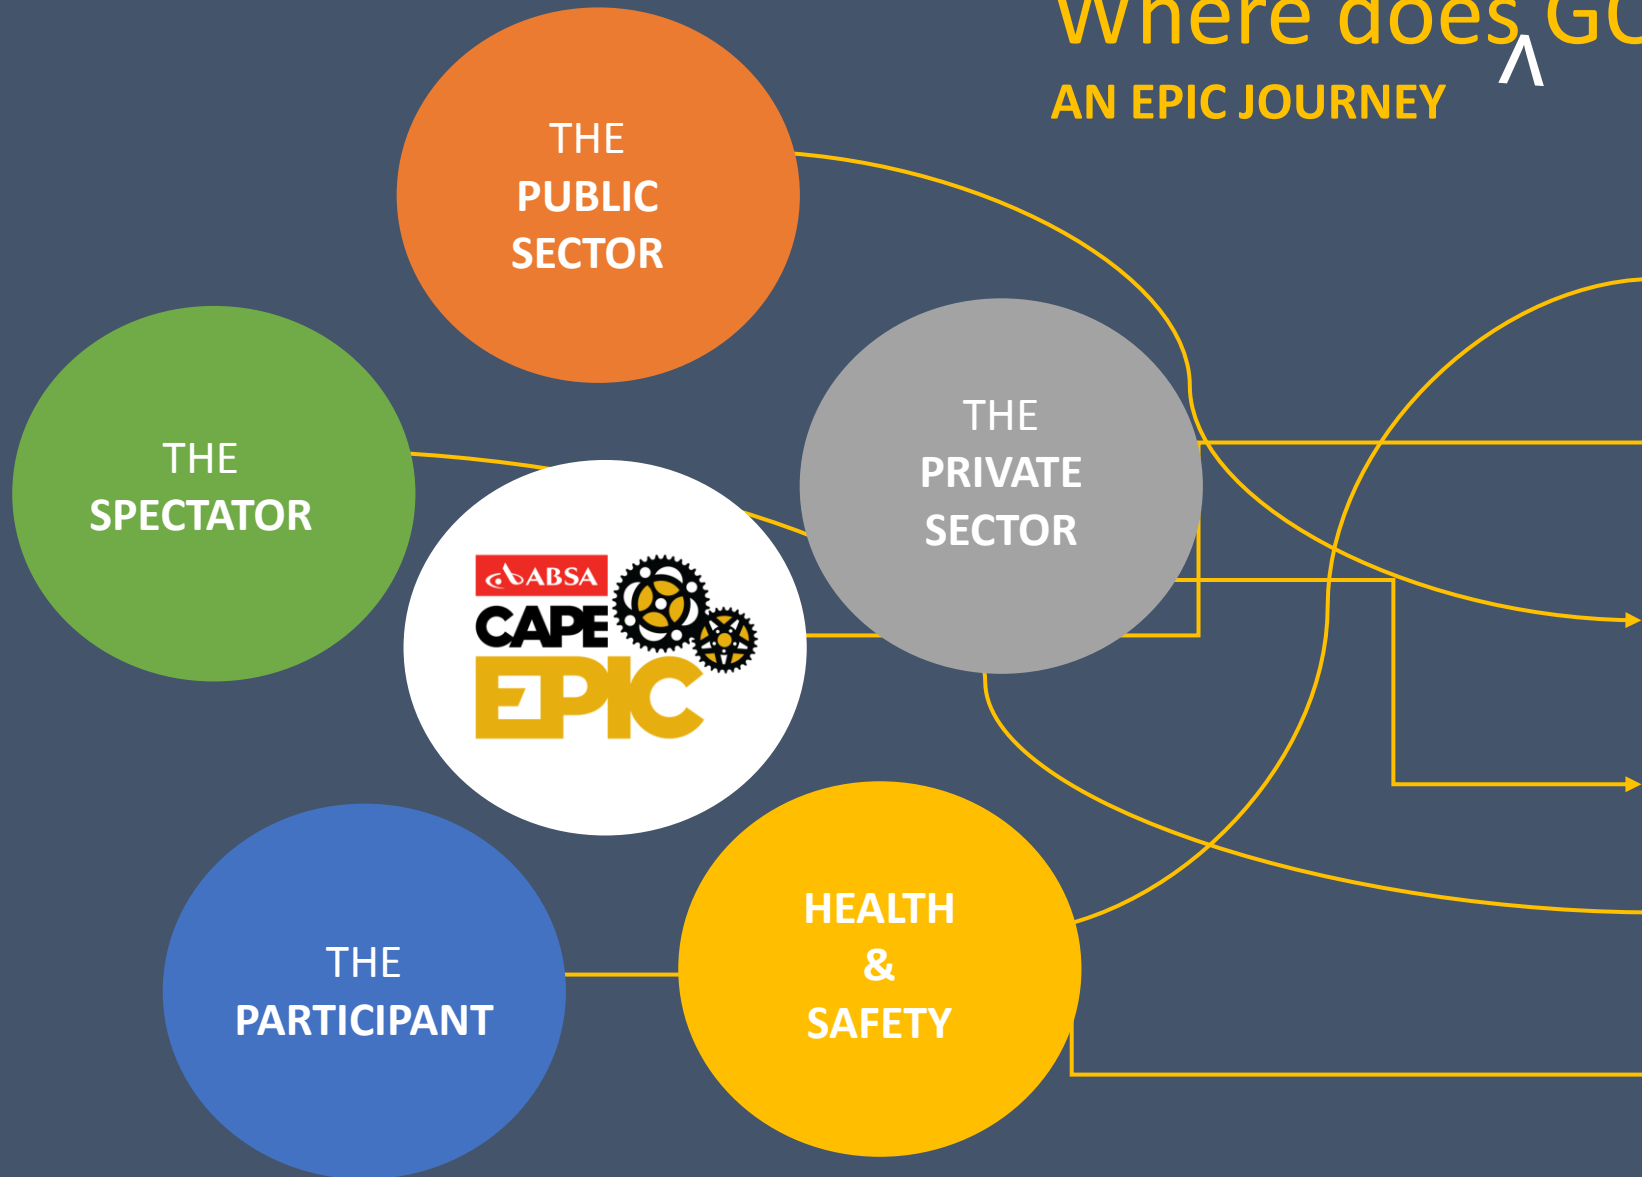 Where does GO
AN EPIC JOURNEY
THE
PUBLIC
SECTOR
THE
SPECTATOR
THE
PRIVATE
SECTOR
ABSA
CAPE
EPIC
HEALTH
&
SAFETY
THE
PARTICIPANT